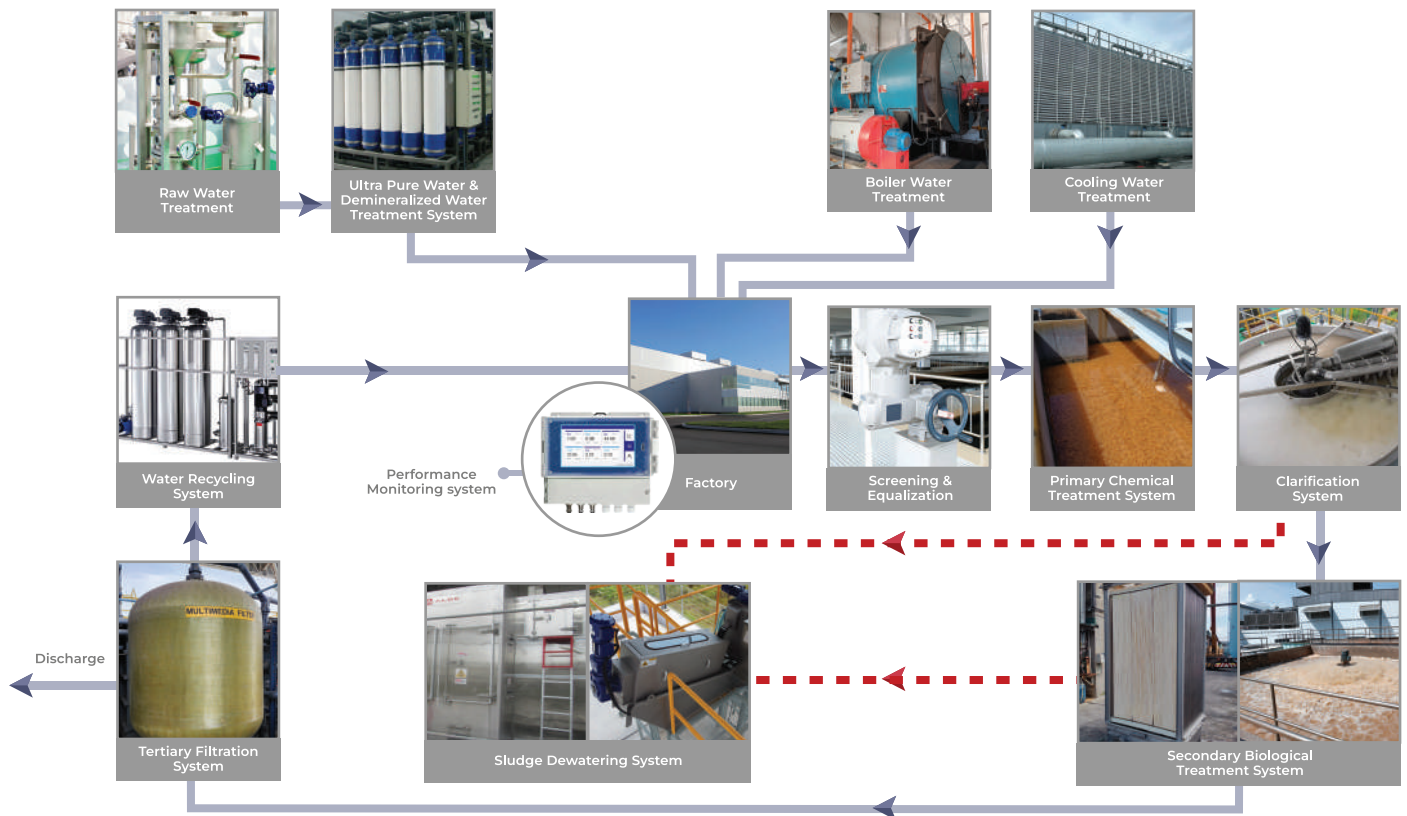 Raw Water
Treatment
Ultra Pure Water &
Demineralized Water
Treatment System
Boiler Water
Treatment
Cooling Water
Treatment
Water Recycling
System
Performance
Monitoring system
Factory
Screening &
Equalization
Primary Chemical
Treatment System
Clarification
System
MULTIMEDIA FILTER
Discharge
Tertiary Filtration
System
Sludge Dewatering System
Secondary Biological
Treatment System